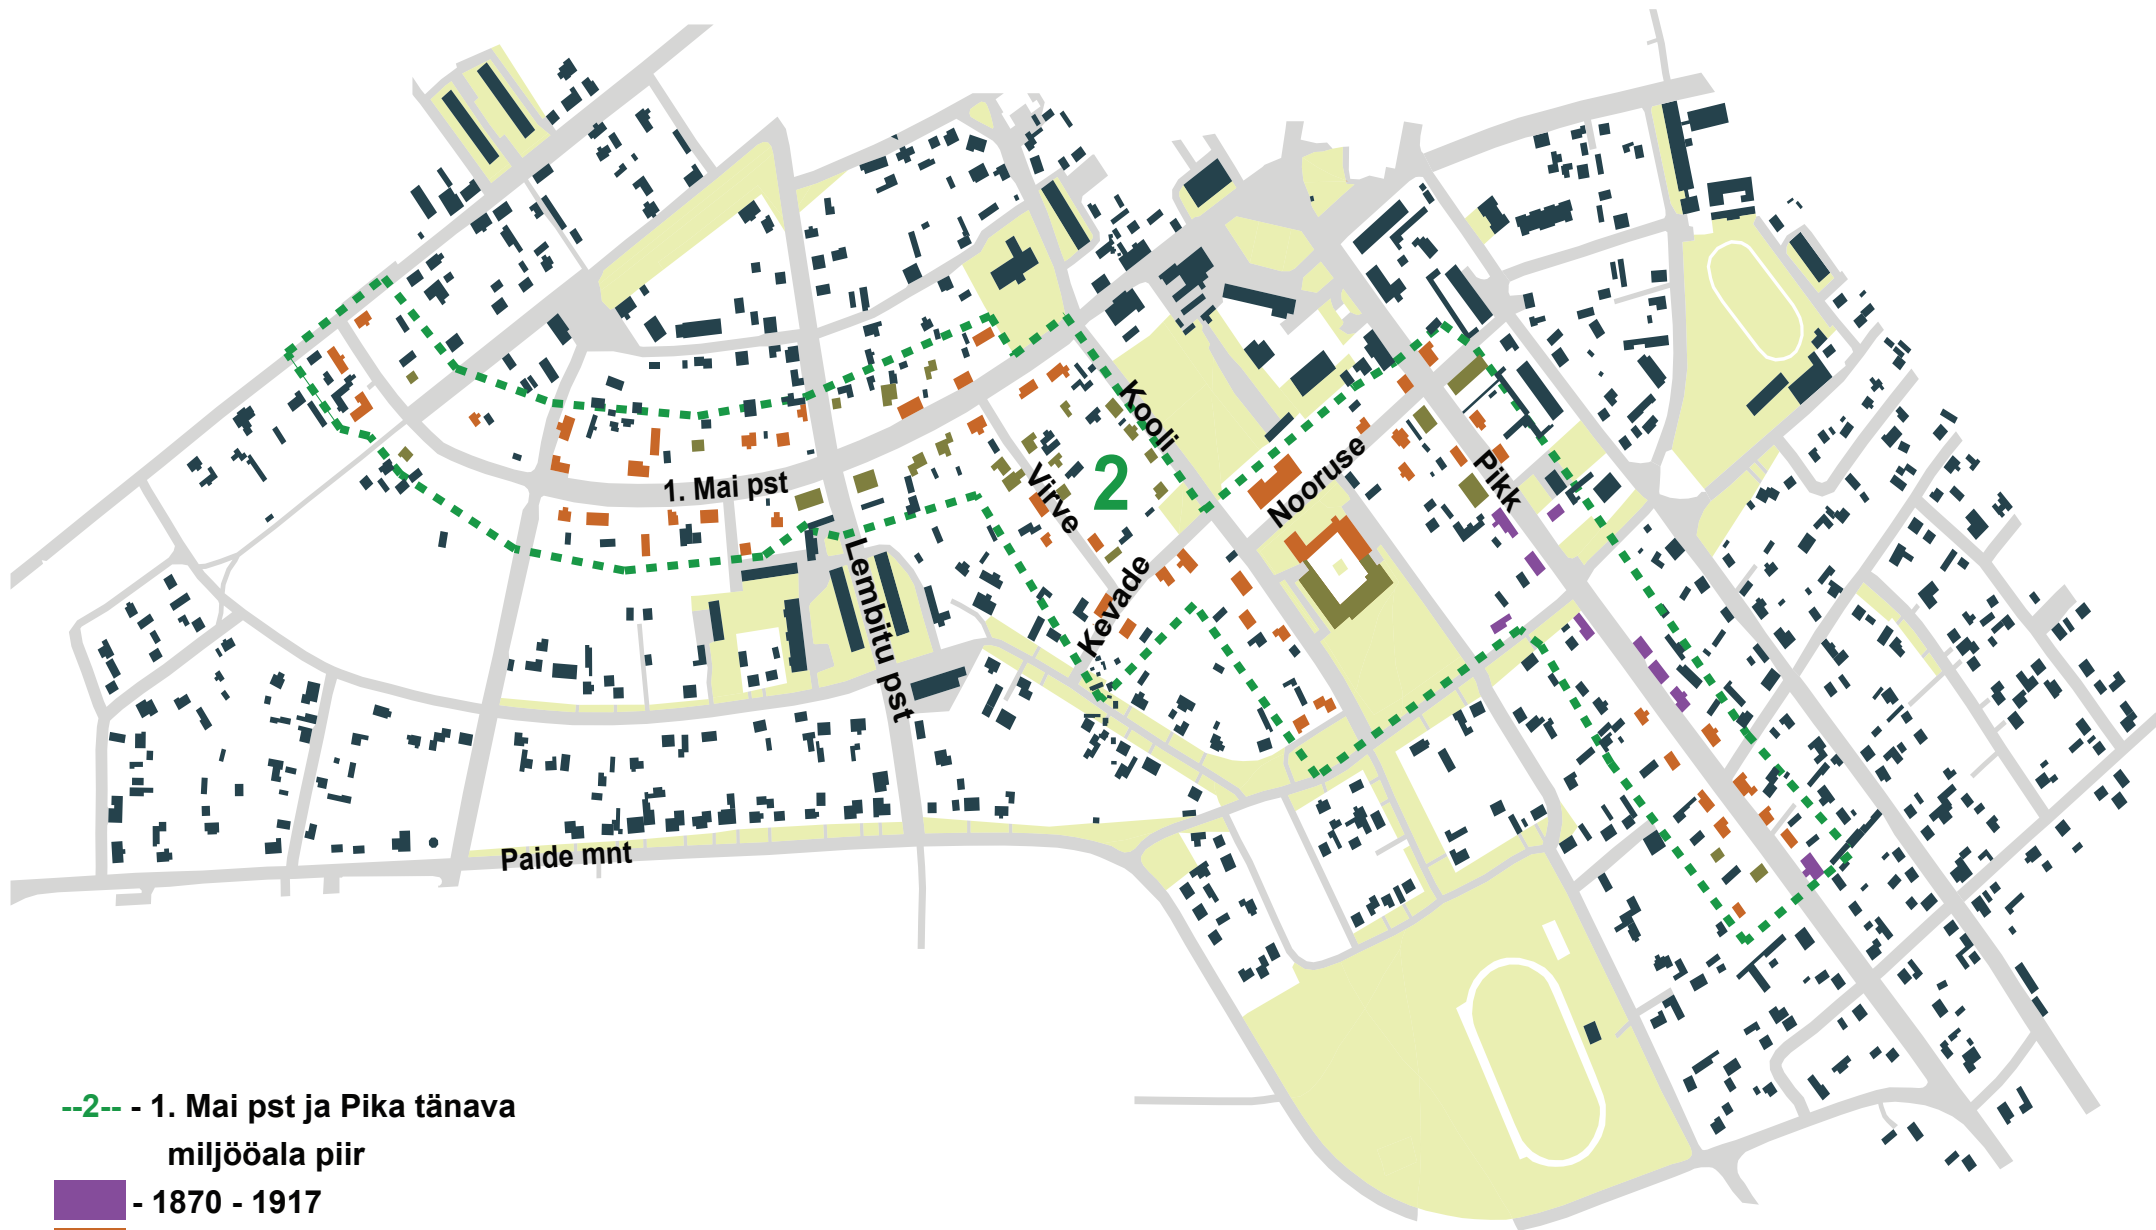 Kooli
2
Nooruse
Pikk
Virve
1. Mai pst
Kevade
Lembitu pst
Paide mnt
--2-- - 1. Mai pst ja Pika tänava
miljööala piir
- 1870 - 1917